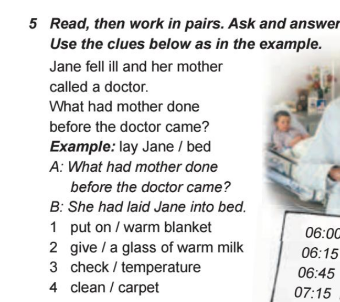 5 Read, then work in pairs. Ask and answer
Use the clues below as in the example.
Jane fell ill and her mother
called a doctor.
What had mother done
before the doctor came?
Example: lay Jane / bed
A: What had mother done
before the doctor came?
B: She had laid Jane into bed.
1 put on / warm blanket
2 give / a glass of warm milk
3 check / temperature
4 clean / carpet
06:00
06:15
06:45
07:15